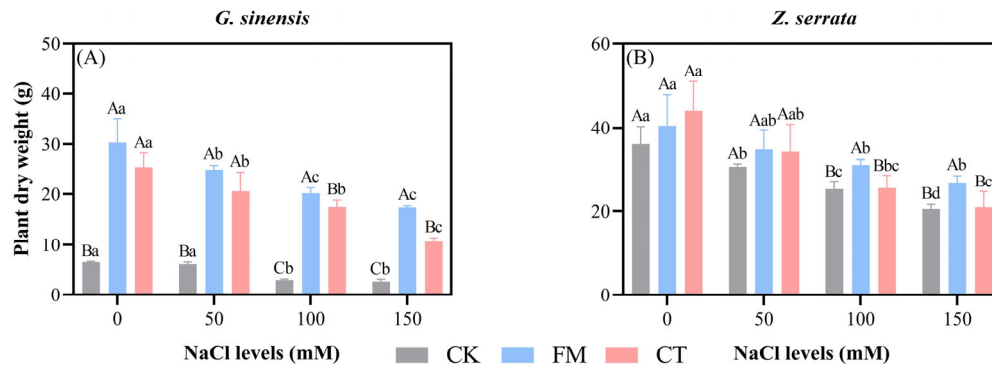 G. sinensis
Z. serrata
(A)
Plant dry weight (g)
50
40
30
20
10
0
Ba
Aa
Aa
Ba
Ab
Ab
Cb
Ac
Bb
Cb
Ac
Bc
0
50
100
150
NaCl levels (mM)
(B)
60
40
20
0
Aa
Aa
Aa
Ab
Aab
Aab
Bc
Ab
Bbc
Bd
Ab
Bc
0
50
100
150
NaCl levels (mM)
CK
FM
CT